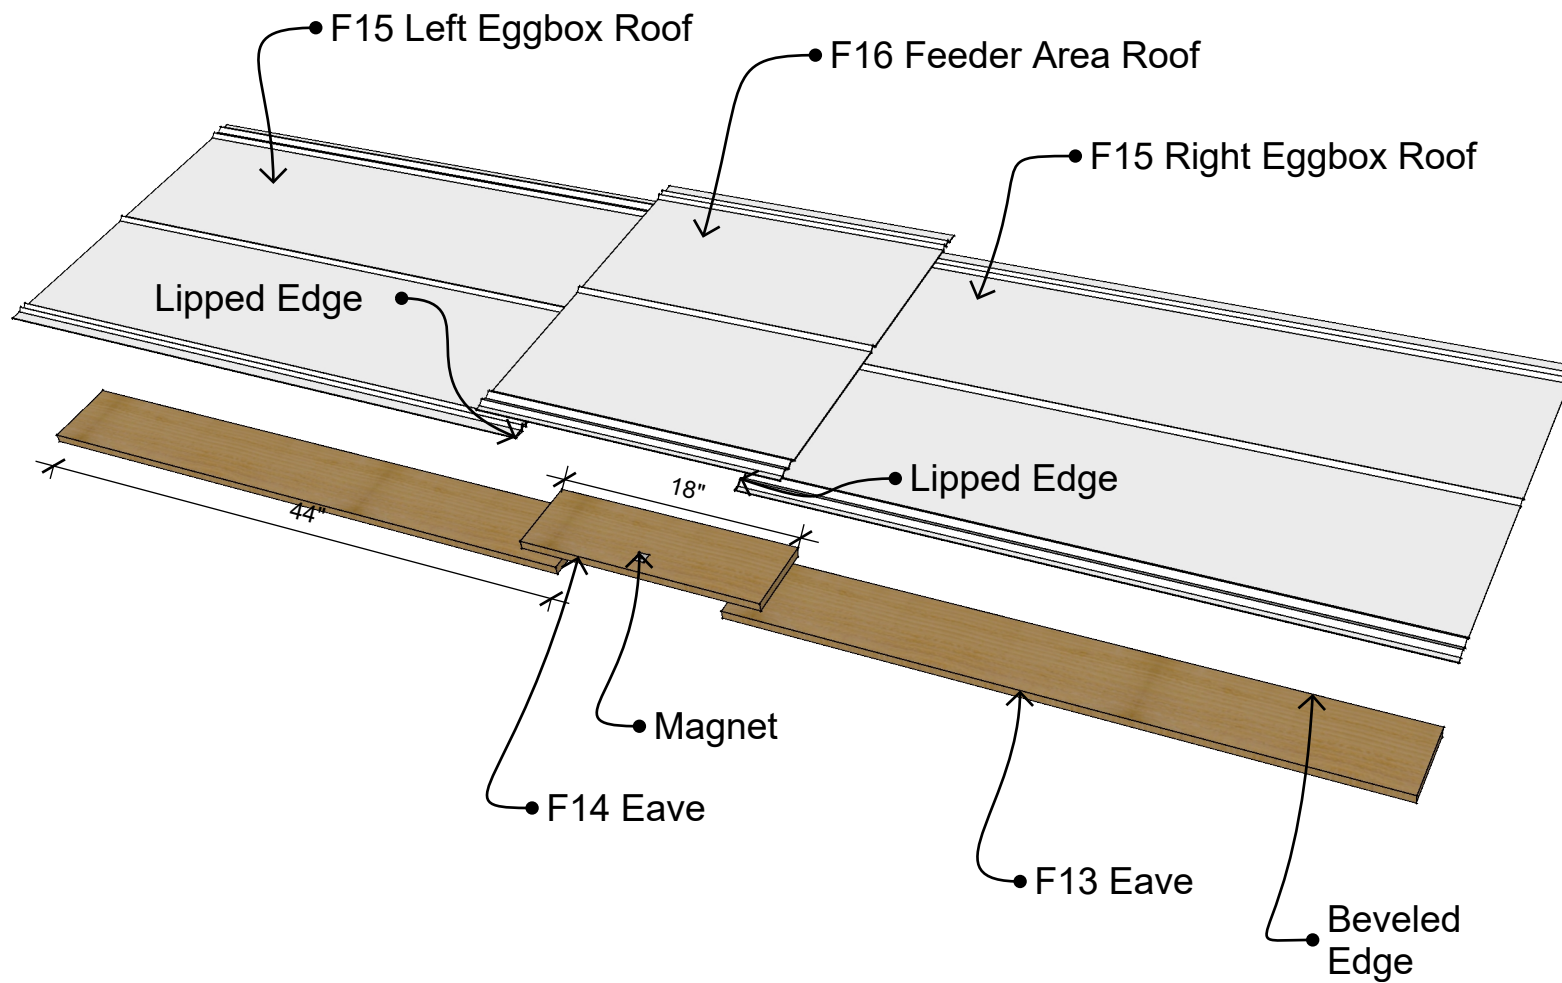 F15 Left Eggbox Roof
F16 Feeder Area Roof
F15 Right Eggbox Roof
Lipped Edge
Lipped Edge
18"
44"
Magnet
F14 Eave
F13 Eave
Beveled
Edge